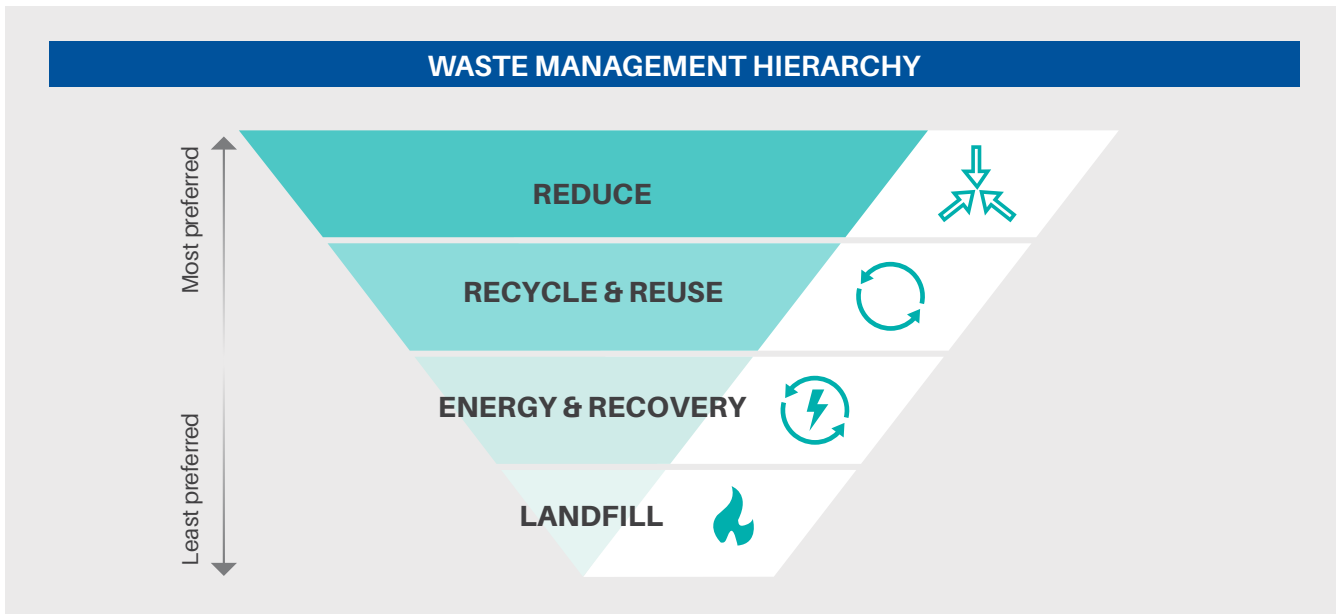 WASTE MANAGEMENT HIERARCHY
Most preferred
REDUCE
RECYCLE & REUSE
ENERGY & RECOVERY
Least preferred
LANDFILL